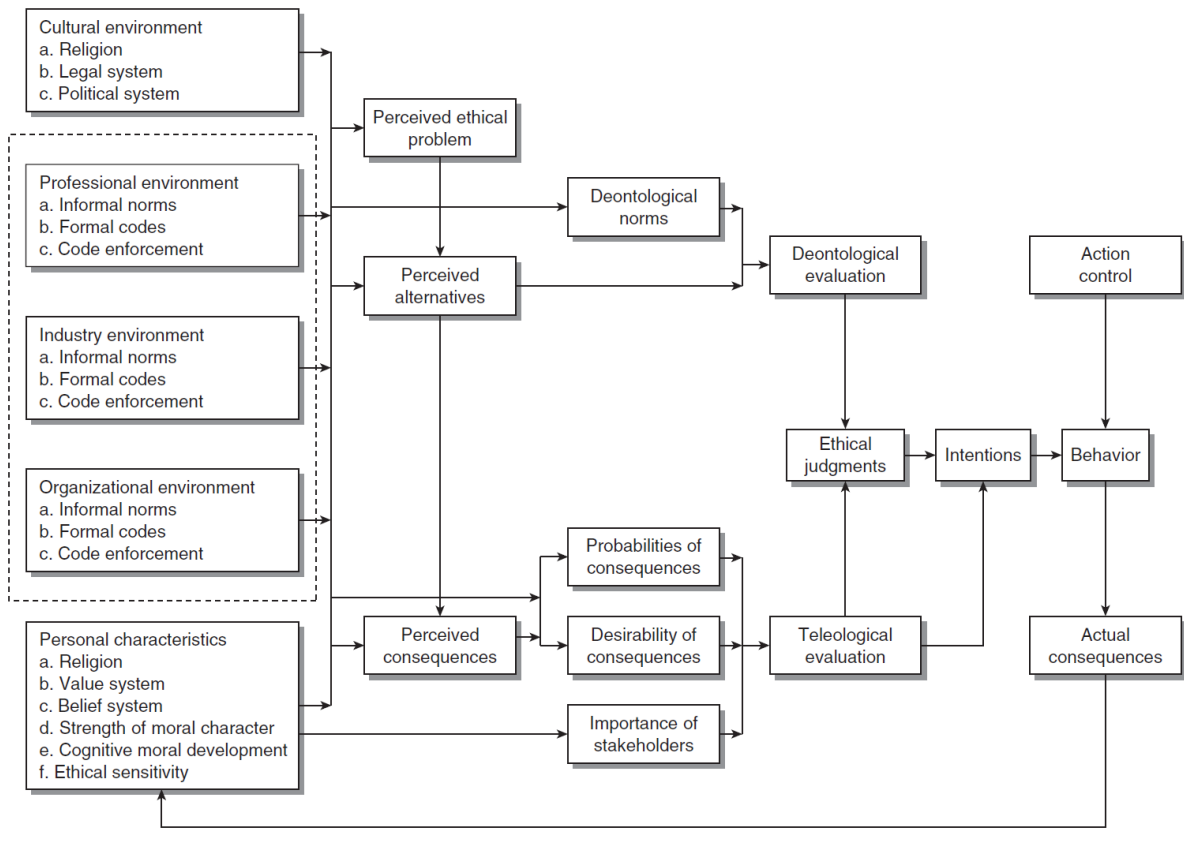 Cultural environment
a. Religion
b. Legal system
c. Political system
Perceived ethical
problem
Professional environment
a. Informal norms
b. Formal codes
c. Code enforcement
Deontological
norms
Perceived
alternatives
Deontological
evaluation
Action
control
Industry environment
a. Informal norms
b. Formal codes
c. Code enforcement
Ethical
judgments
Intentions
Behavior
Organizational environment
a. Informal norms
b. Formal codes
c. Code enforcement
Probabilities of
consequences
Perceived
consequences
Desirability of
consequences
Teleological
evaluation
Actual
consequences
Personal characteristics
a. Religion
b. Value system
c. Belief system
d. Strength of moral character
e. Cognitive moral development
f. Ethical sensitivity
Importance of
stakeholders